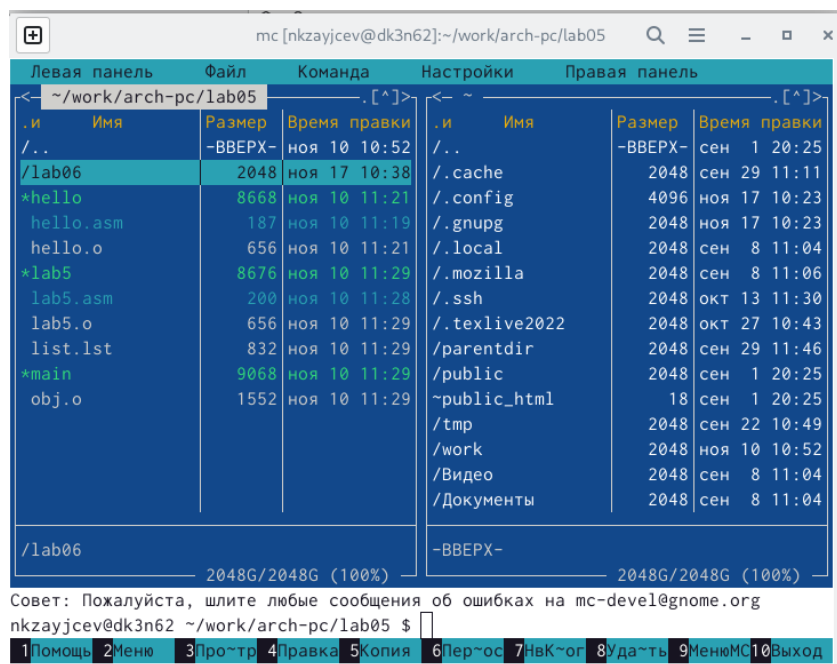 mc [nkzayjcev@dk3n62]:~/work/arch-pc/lab05
Левая панель Файл Команда Настройки Правая панель
<— ~/work/arch-pc/lab05 .[^]> <— ~ .[^]>
.и Имя Размер Время правки .и Имя Размер Время правки
/.. -ВВЕРХ- ноя 10 10:52 /.. -ВВЕРХ- сен 1 20:25
/lab06 2048 ноя 17 10:38 /.cache 2048 сен 29 11:11
*hello 8668 ноя 10 11:21 /.config 4096 ноя 17 10:23
hello.asm 187 ноя 10 11:19 /.gnupg 2048 ноя 17 10:23
hello.o 656 ноя 10 11:21 /.local 2048 сен 8 11:04
*lab5 8676 ноя 10 11:29 /.mozilla 2048 сен 8 11:06
lab5.asm 200 ноя 10 11:28 /.ssh 2048 окт 13 11:30
lab5.o 656 ноя 10 11:29 /.texlive2022 2048 окт 27 10:43
list.lst 832 ноя 10 11:29 /parentdir 2048 сен 29 11:46
*main 9068 ноя 10 11:29 /public 2048 сен 1 20:25
obj.o 1552 ноя 10 11:29 ~public_html 18 сен 1 20:25
/tmp 2048 сен 22 10:49
/work 2048 ноя 10 10:52
/Видео 2048 сен 8 11:04
/Документы 2048 сен 8 11:04
/lab06 -ВВЕРХ-
2048G/2048G (100%) 2048G/2048G (100%)
Совет: Пожалуйста, шлите любые сообщения об ошибках на mc-devel@gnome.org
nkzayjcev@dk3n62 ~/work/arch-pc/lab05 $
1Помощь 2Меню 3Про~тр 4Правка 5Копия 6Пер~ос 7НвК~ог 8Уда~ть 9МенюMC 10Выход